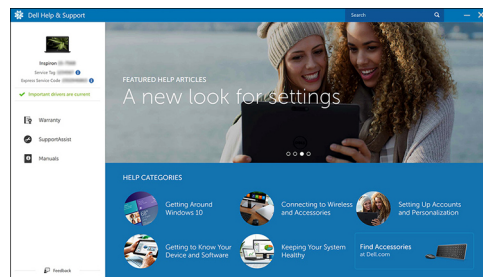 Dell Help & Support
Search
Inspiron
Service Tag
Express Service Code
Important drivers are current
Warranty
SupportAssist
Manuals
Feedback
FEATURED HELP ARTICLES
A new look for settings
HELP CATEGORIES
Getting Around
Windows 10
Connecting to Wireless
and Accessories
Setting Up Accounts
and Personalization
Getting to Know Your
Device and Software
Keeping Your System
Healthy
Find Accessories
at Dell.com